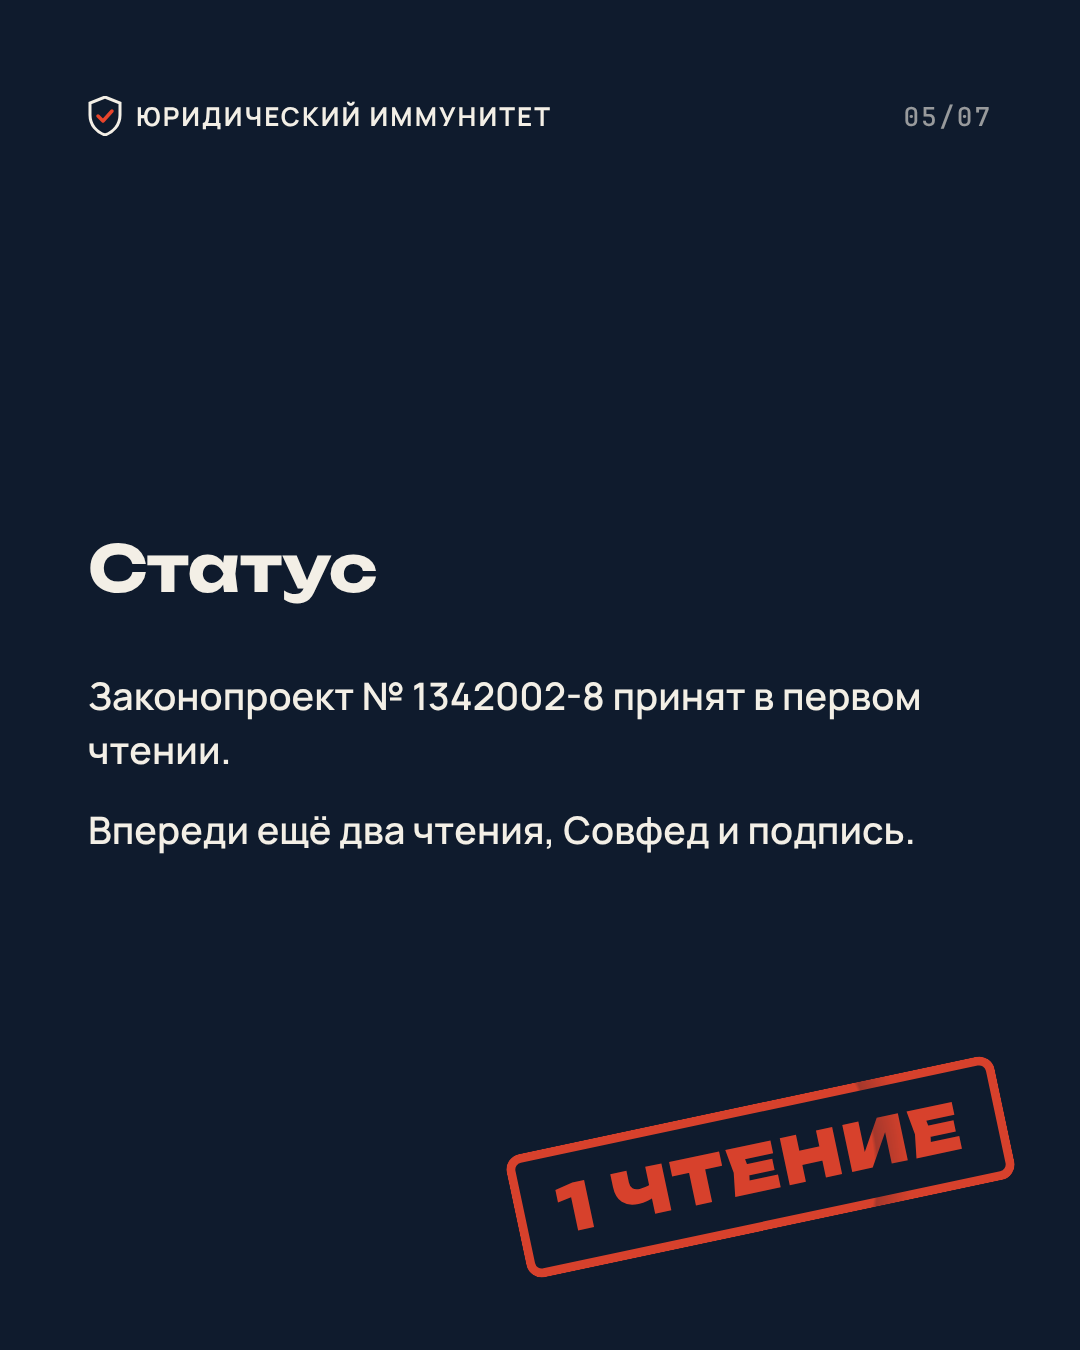 ЮРИДИЧЕСКИЙ ИММУНИТЕТ
05/07
Статус
Законопроект № 1342002-8 принят в первом
чтении.
Впереди ещё два чтения, Совфед и подпись.
1 ЧТЕНИЕ